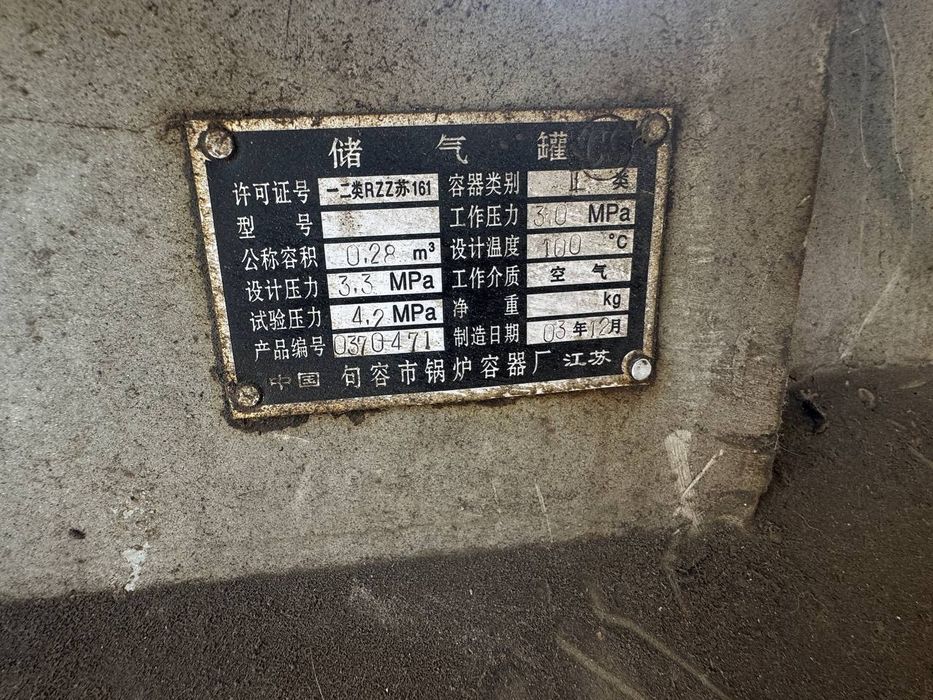 储气罐
许可证号 一二类RZZ苏161 容器类别 II 类
型号 工作压力 3.0 MPa
公称容积 0.28 m³ 设计温度 100 °C
设计压力 3.3 MPa 工作介质 空气
试验压力 4.2 MPa 净重 kg
产品编号 0370471 制造日期 03年12月
中国 句容市锅炉容器厂 江苏